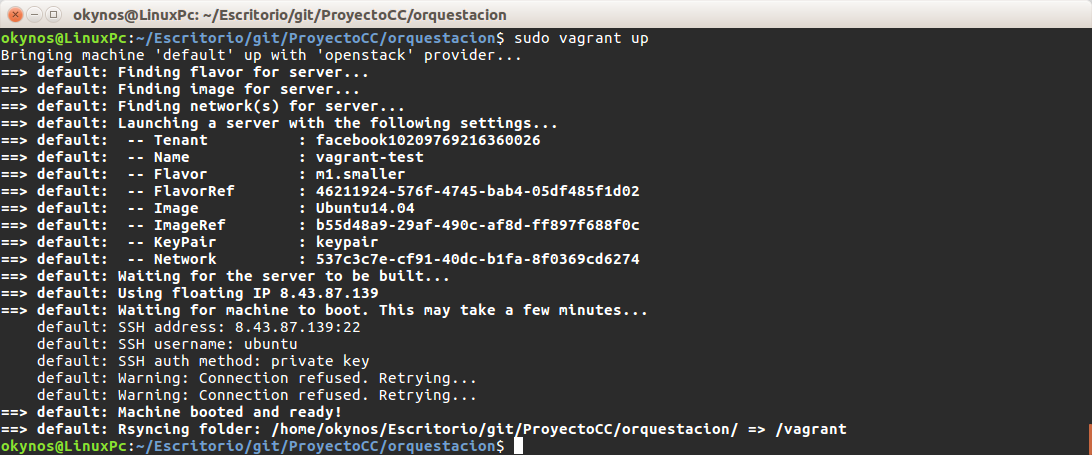 okynos@LinuxPc: ~/Escritorio/git/ProyectoCC/orquestacion
okynos@LinuxPc:~/Escritorio/git/ProyectoCC/orquestacion$ sudo vagrant up
Bringing machine 'default' up with 'openstack' provider...
==> default: Finding flavor for server...
==> default: Finding image for server...
==> default: Finding network(s) for server...
==> default: Launching a server with the following settings...
==> default:  -- Tenant          : facebook10209769216360026
==> default:  -- Name            : vagrant-test
==> default:  -- Flavor          : m1.smaller
==> default:  -- FlavorRef       : 46211924-576f-4745-bab4-05df485f1d02
==> default:  -- Image           : Ubuntu14.04
==> default:  -- ImageRef        : b55d48a9-29af-490c-af8d-ff897f688f0c
==> default:  -- KeyPair         : keypair
==> default:  -- Network         : 537c3c7e-cf91-40dc-b1fa-8f0369cd6274
==> default: Waiting for the server to be built...
==> default: Using floating IP 8.43.87.139
==> default: Waiting for machine to boot. This may take a few minutes...
    default: SSH address: 8.43.87.139:22
    default: SSH username: ubuntu
    default: SSH auth method: private key
    default: Warning: Connection refused. Retrying...
    default: Warning: Connection refused. Retrying...
==> default: Machine booted and ready!
==> default: Rsyncing folder: /home/okynos/Escritorio/git/ProyectoCC/orquestacion/ => /vagrant
okynos@LinuxPc:~/Escritorio/git/ProyectoCC/orquestacion$